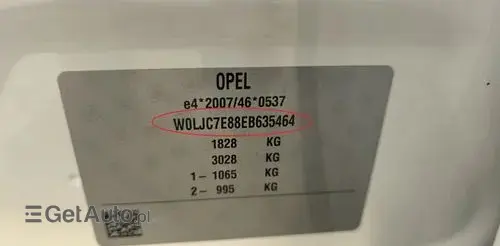 OPEL
e4*2007/46*0537
W0LJC7E88EB635464
1828 KG
3028 KG
1- 1065 KG
2- 995 KG
GetAuto.pl